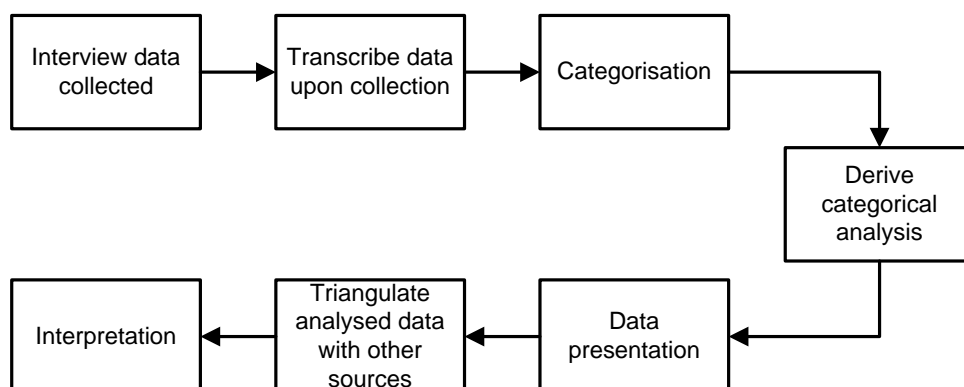 Interview data
collected
Transcribe data
upon collection
Categorisation
Derive
categorical
analysis
Data
presentation
Triangulate
analysed data
with other
sources
Interpretation